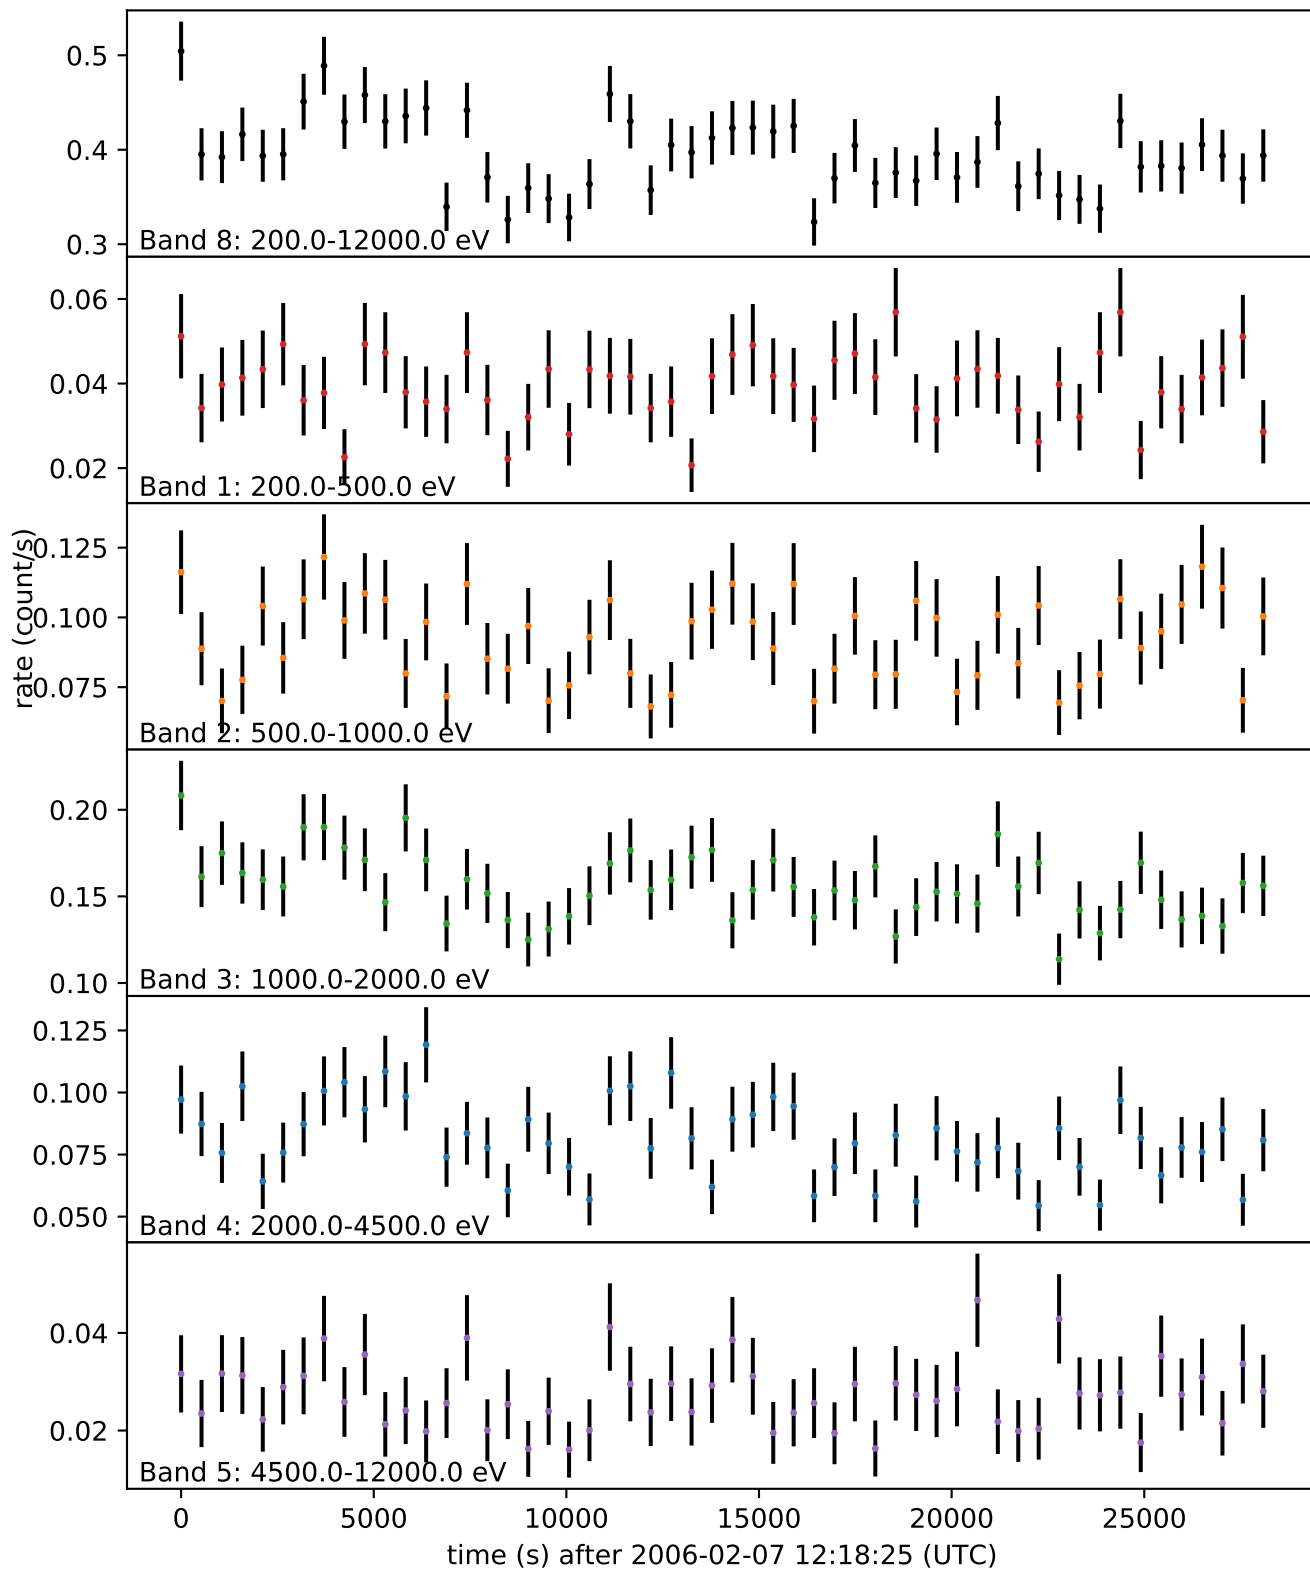 0.5
0.4
0.3
Band 8: 200.0-12000.0 eV
0.06
0.04
0.02
Band 1: 200.0-500.0 eV
rate (count/s)
0.125
0.100
0.075
Band 2: 500.0-1000.0 eV
0.20
0.15
0.10
Band 3: 1000.0-2000.0 eV
0.125
0.100
0.075
0.050
Band 4: 2000.0-4500.0 eV
0.04
0.02
Band 5: 4500.0-12000.0 eV
0 5000 10000 15000 20000 25000
time (s) after 2006-02-07 12:18:25 (UTC)